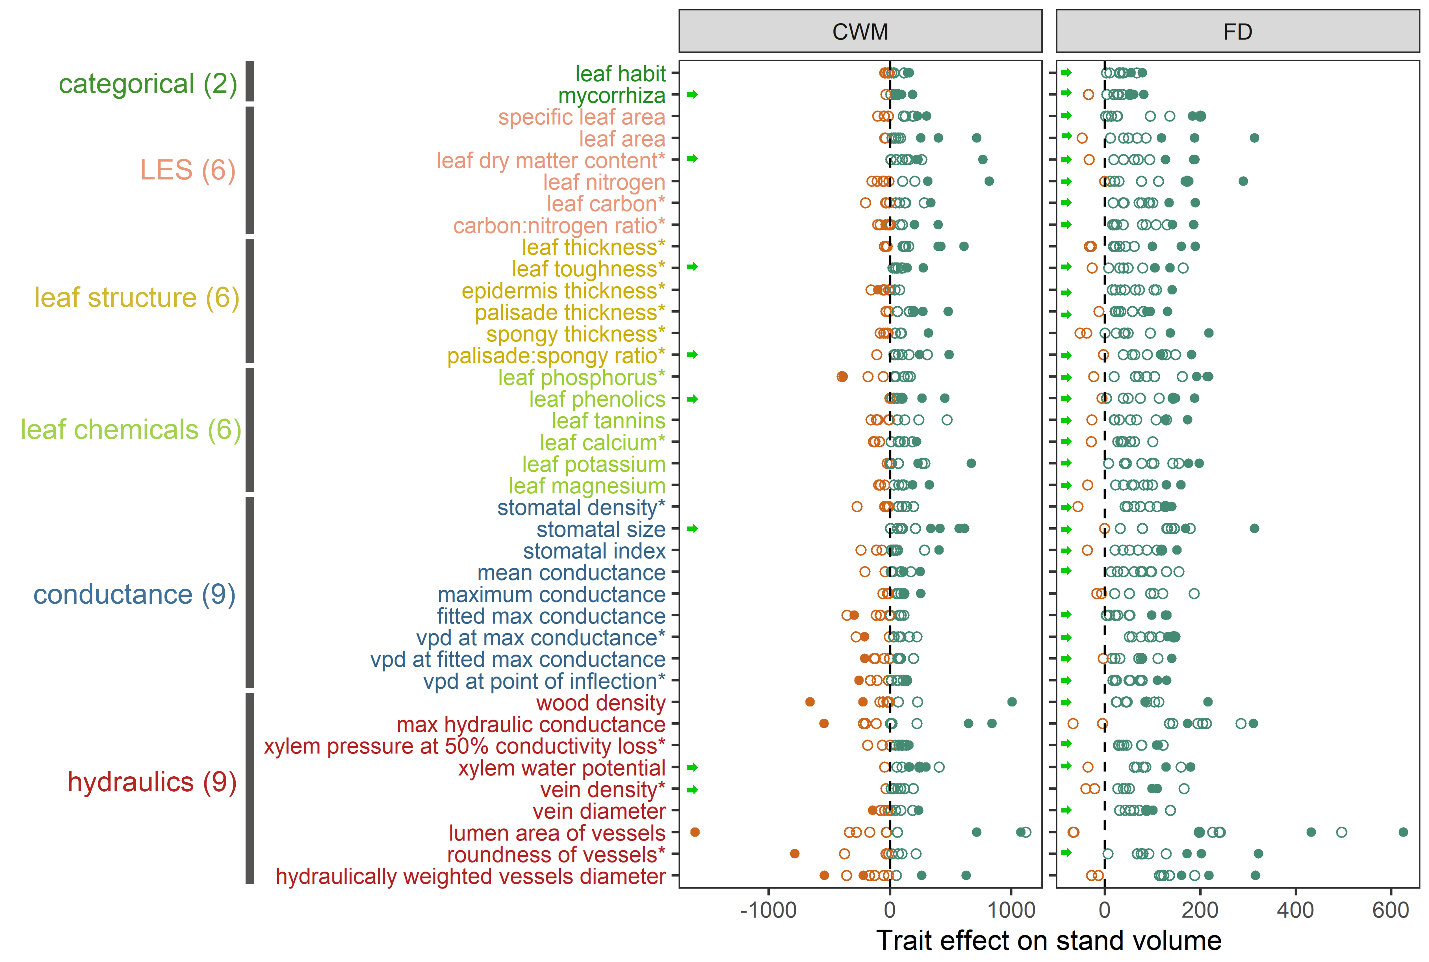 CWM
FD
categorical (2)
leaf habit
mycorrhiza
LES (6)
specific leaf area
leaf area
leaf dry matter content*
leaf nitrogen
leaf carbon*
carbon:nitrogen ratio*
leaf structure (6)
leaf thickness*
leaf toughness*
epidermis thickness*
palisade thickness*
spongy thickness*
palisade:spongy ratio*
leaf chemicals (6)
leaf phosphorus*
leaf phenolics
leaf tannins
leaf calcium*
leaf potassium
leaf magnesium
conductance (9)
stomatal density*
stomatal size
stomatal index
mean conductance
maximum conductance
fitted max conductance
vpd at max conductance*
vpd at fitted max conductance
vpd at point of inflection*
hydraulics (9)
wood density
max hydraulic conductance
xylem pressure at 50% conductivity loss*
xylem water potential
vein density*
vein diameter
lumen area of vessels
roundness of vessels*
hydraulically weighted vessels diameter
-1000 0 1000
0 200 400 600
Trait effect on stand volume